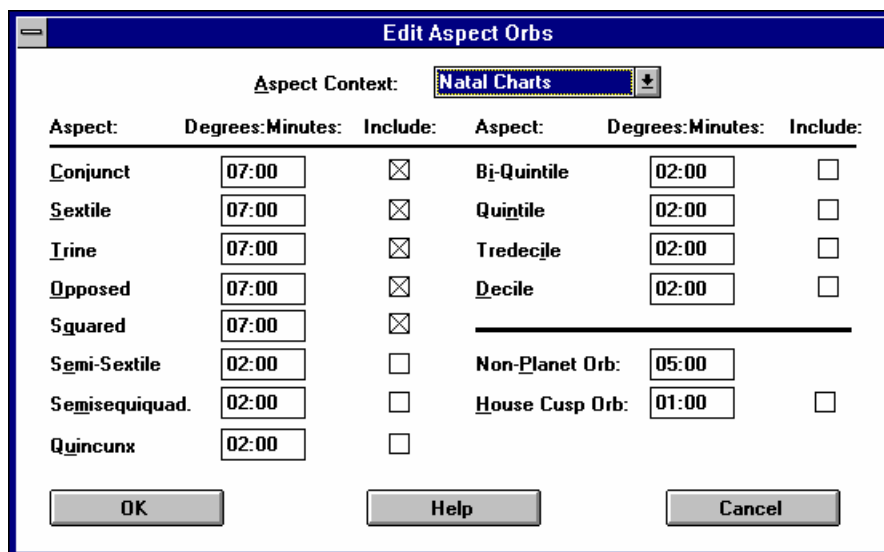 Edit Aspect Orbs
Aspect Context: Natal Charts
Aspect: Degrees:Minutes: Include: Aspect: Degrees:Minutes: Include:
Conjunct 07:00 Bi-Quintile 02:00
Sextile 07:00 Quintile 02:00
Trine 07:00 Tredecile 02:00
Opposed 07:00 Decile 02:00
Squared 07:00
Semi-Sextile 02:00 Non-Planet Orb: 05:00
Semisequiquad. 02:00 House Cusp Orb: 01:00
Quincunx 02:00
OK Help Cancel